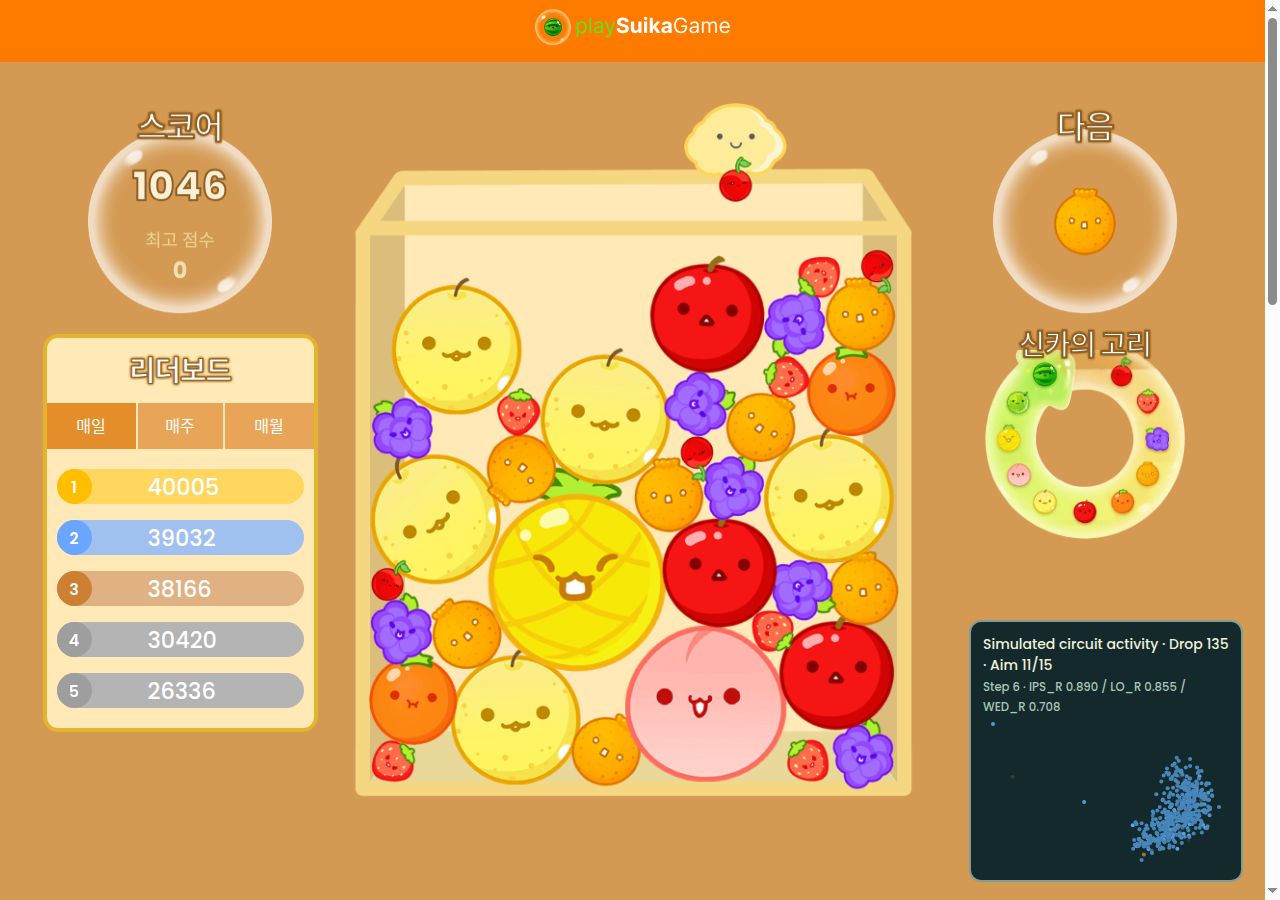 playSuikaGame
스코어
1046
최고 점수
0
다음
리더보드
매일 매주 매월
1 40005
2 39032
3 38166
4 30420
5 26336
신카의 고리
Simulated circuit activity · Drop 135
· Aim 11/15
Step 6 · IPS_R 0.890 / LO_R 0.855 /
WED_R 0.708